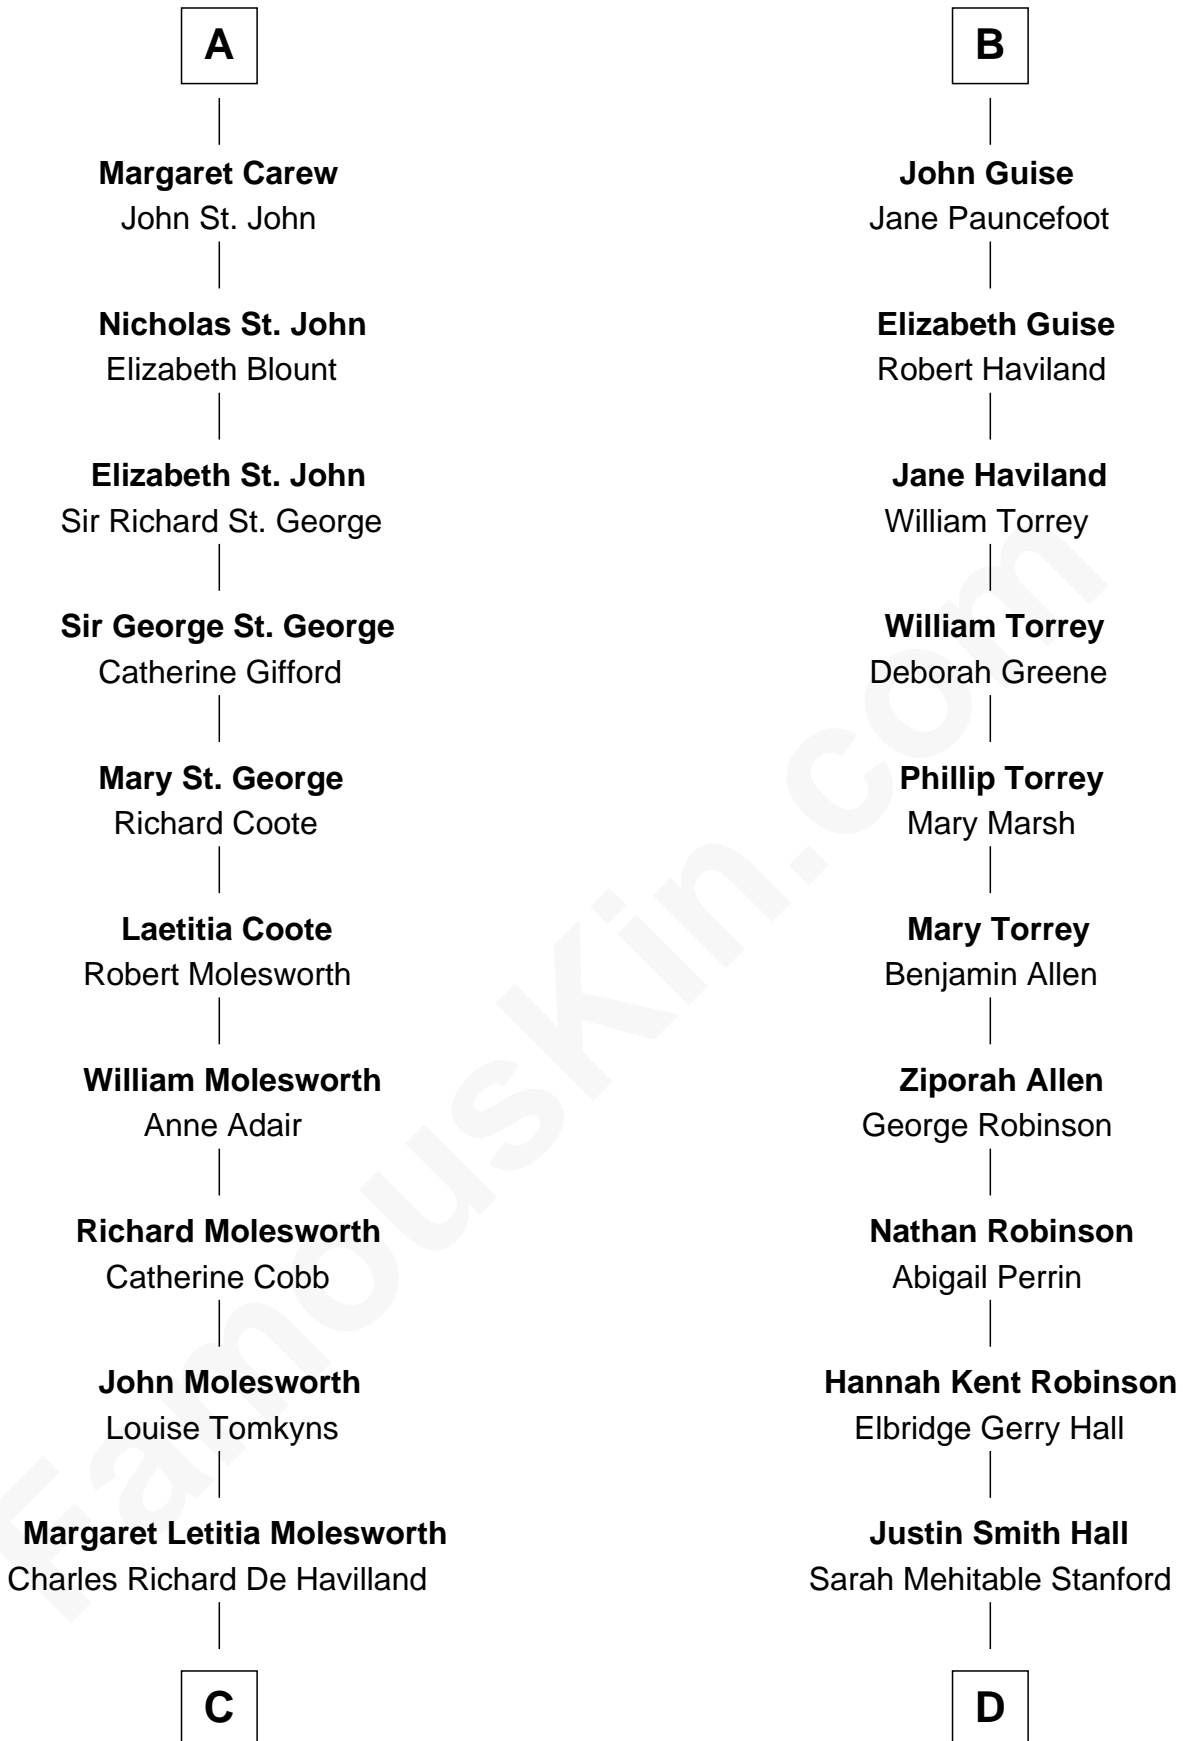 A
Margaret Carew
John St. John
Nicholas St. John
Elizabeth Blount
Elizabeth St. John
Sir Richard St. George
Sir George St. George
Catherine Gifford
Mary St. George
Richard Coote
Laetitia Coote
Robert Molesworth
William Molesworth
Anne Adair
Richard Molesworth
Catherine Cobb
John Molesworth
Louise Tomkyns
Margaret Letitia Molesworth
Charles Richard De Havilland
C
B
John Guise
Jane Pauncefoot
Elizabeth Guise
Robert Haviland
Jane Haviland
William Torrey
William Torrey
Deborah Greene
Phillip Torrey
Mary Marsh
Mary Torrey
Benjamin Allen
Ziporah Allen
George Robinson
Nathan Robinson
Abigail Perrin
Hannah Kent Robinson
Elbridge Gerry Hall
Justin Smith Hall
Sarah Mehitable Stanford
D
FamousKin.com